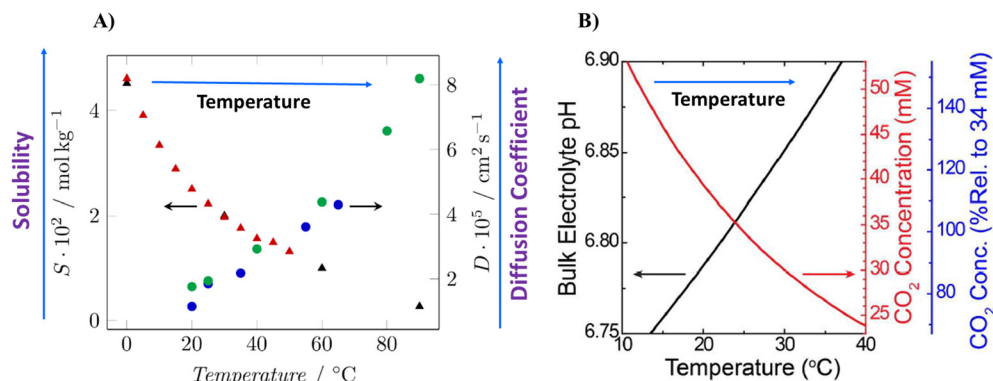 A)
Solubility
S · 10² / mol kg⁻¹
4
2
0
Temperature
8
6
4
2
D · 10⁵ / cm² s⁻¹
Diffusion Coefficient
0 20 40 60 80
Temperature / °C
B)
Bulk Electrolyte pH
6.90
6.85
6.80
6.75
Temperature
53
45
35
29
25
CO₂ Concentration (mM)
140
120
100
80
CO₂ Conc. (%Rel. to 34 mM)
10 20 30 40
Temperature (°C)